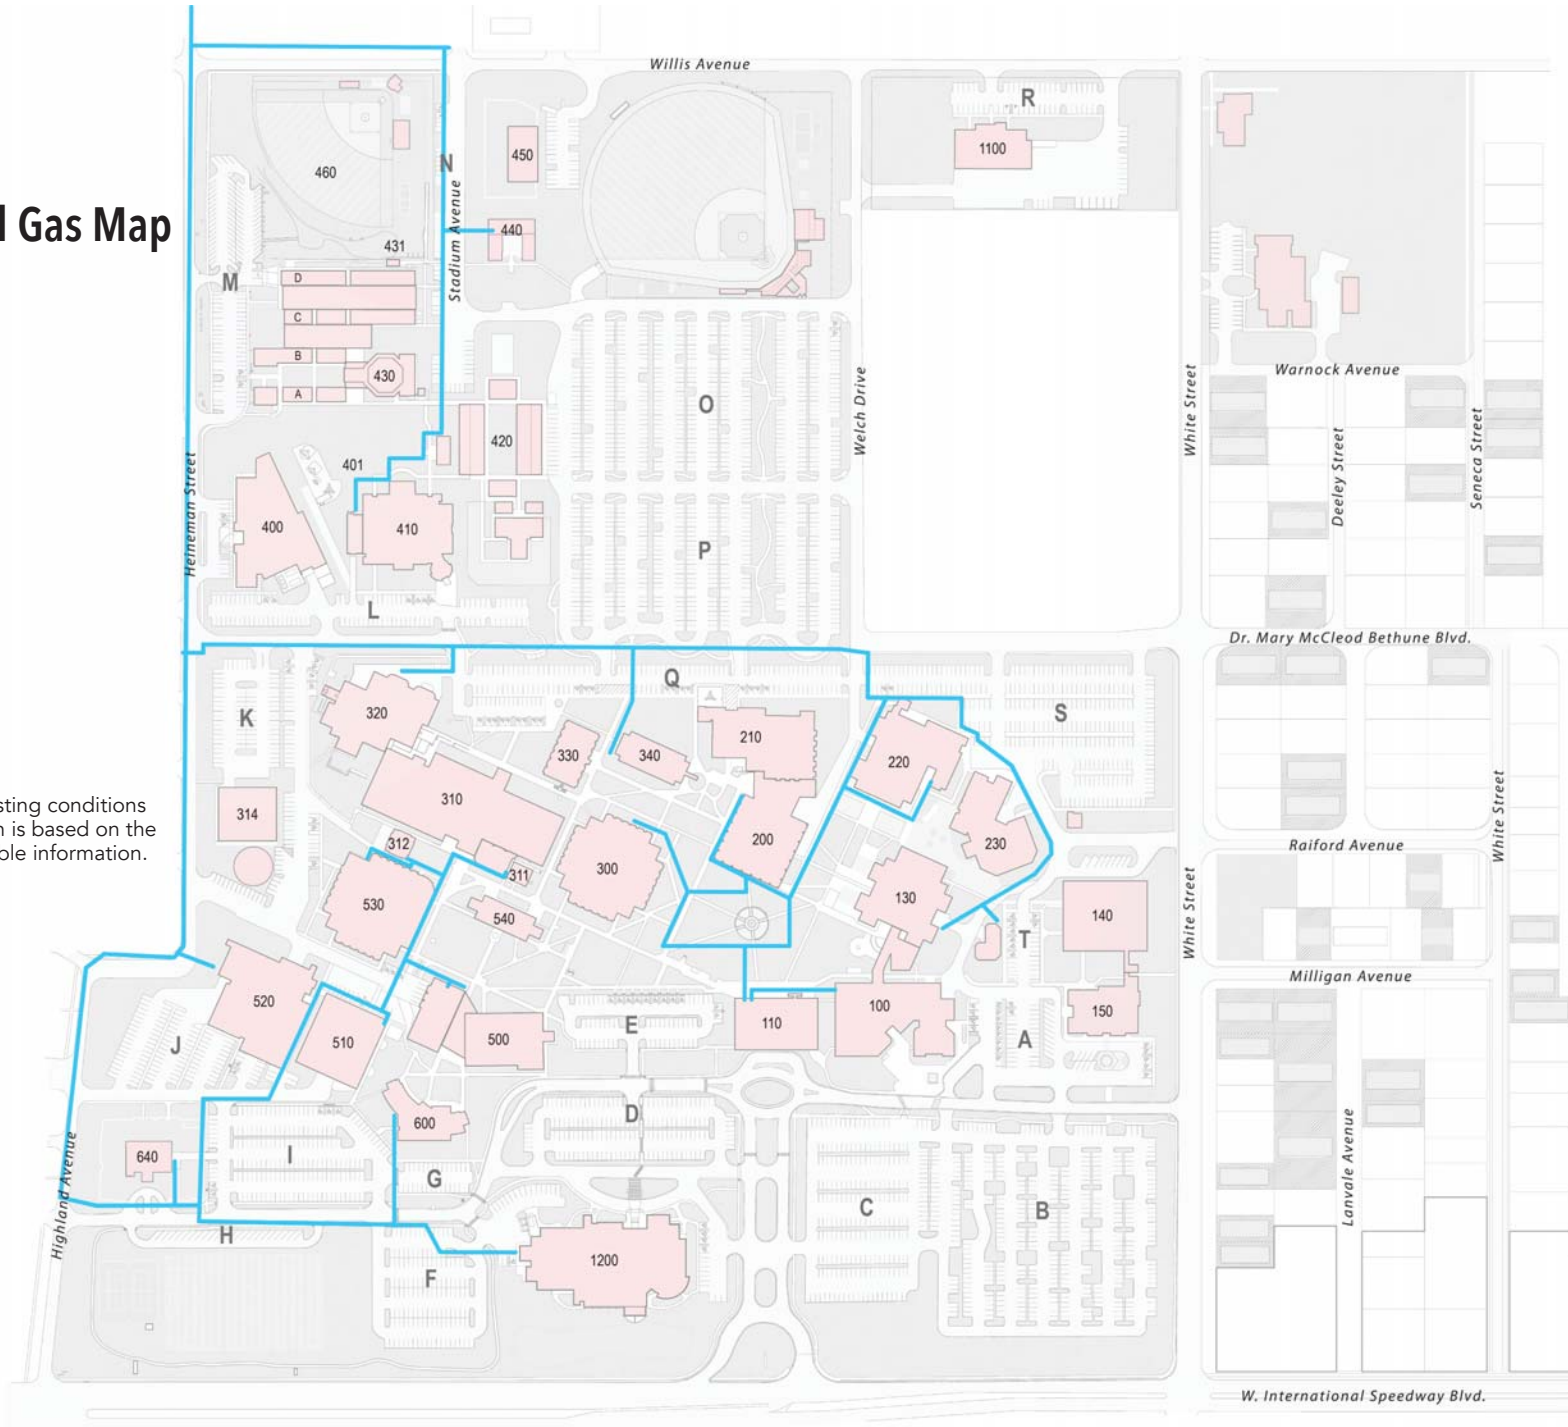 Willis Avenue
R
450
1100
N
460
l Gas Map
Stadium Avenue
440
431
M
D
C
B
430
A
Warnock Avenue
O
White Street
Welch Drive
Seneca Street
420
Deeley Street
401
Heineman Street
400
410
P
L
Dr. Mary McCleod Bethune Blvd.
Q
K
320
S
330
340
210
220
310
White Street
sting conditions
n is based on the
ble information.
314
312
200
230
Raiford Avenue
311
300
530
130
White Street
540
140
T
Milligan Avenue
520
100
150
110
E
500
510
J
A
D
600
640
I
G
Highland Avenue
Lanvale Avenue
C
B
H
1200
F
W. International Speedway Blvd.